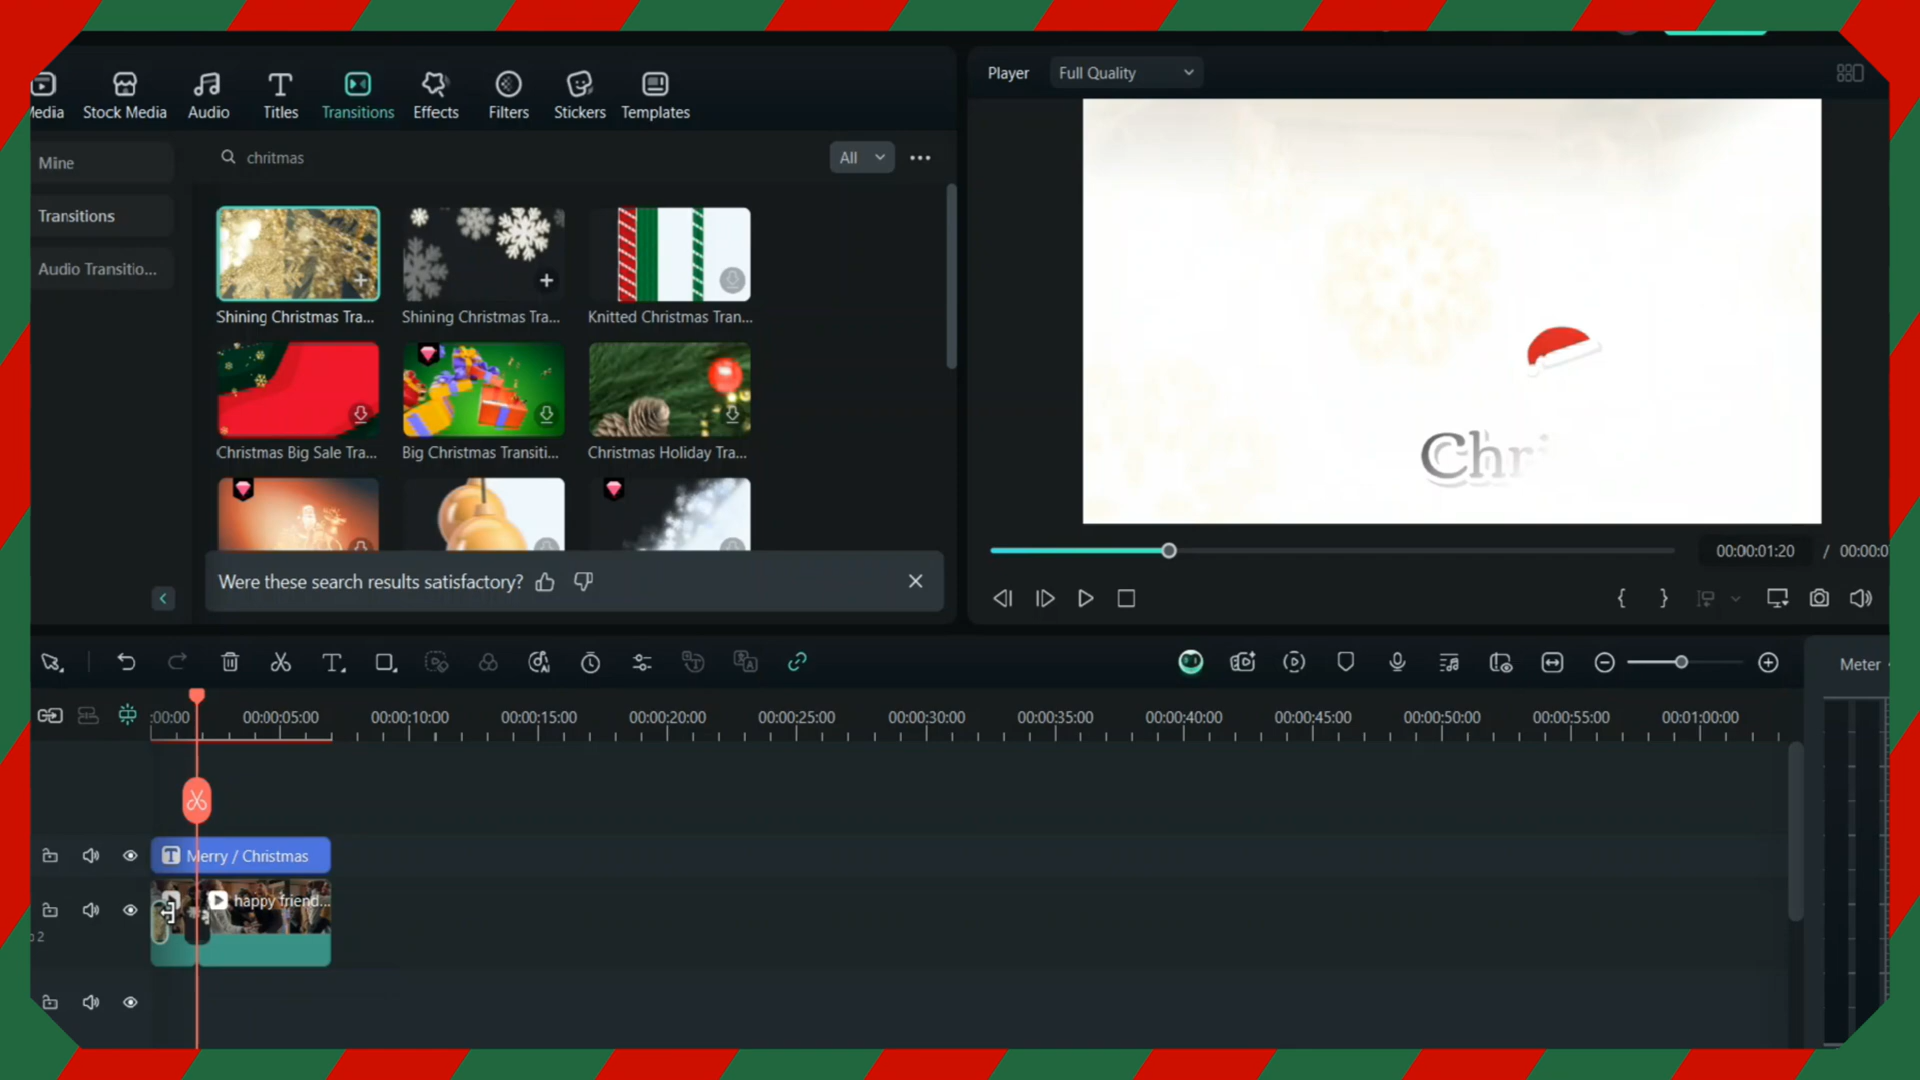 Media Stock Media Audio Titles Transitions Effects Filters Stickers Templates
Player Full Quality
Mine
chritmas
All
Transitions
Audio Transitio...
Shining Christmas Tra... Shining Christmas Tra... Knitted Christmas Tran...
Christmas Big Sale Tra... Big Christmas Transiti... Christmas Holiday Tra...
Were these search results satisfactory?
Chri
00:00:01:20 / 00:00:0
Meter
:00:00 00:00:05:00 00:00:10:00 00:00:15:00 00:00:20:00 00:00:25:00 00:00:30:00 00:00:35:00 00:00:40:00 00:00:45:00 00:00:50:00 00:00:55:00 00:01:00:00
Merry / Christmas
happy friend...
2